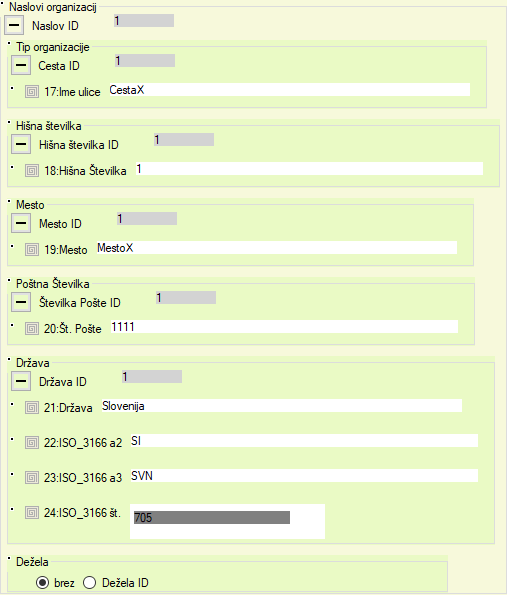 Naslovi organizacij
Naslov ID 1
Tip organizacije
Cesta ID 1
17:Ime ulice CestaX
Hišna številka
Hišna številka ID 1
18:Hišna Številka 1
Mesto
Mesto ID 1
19:Mesto MestoX
Poštna Številka
Številka Pošte ID 1
20:Št. Pošte 1111
Država
Država ID 1
21:Država Slovenija
22:ISO_3166 a2 SI
23:ISO_3166 a3 SVN
24:ISO_3166 št. 705
Dežela
brez Dežela ID